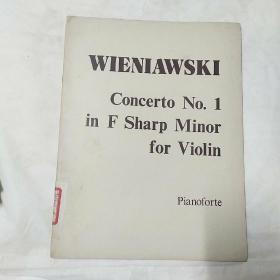 WIENIAWSKI
Concerto No. 1
in F Sharp Minor
for Violin
Pianoforte